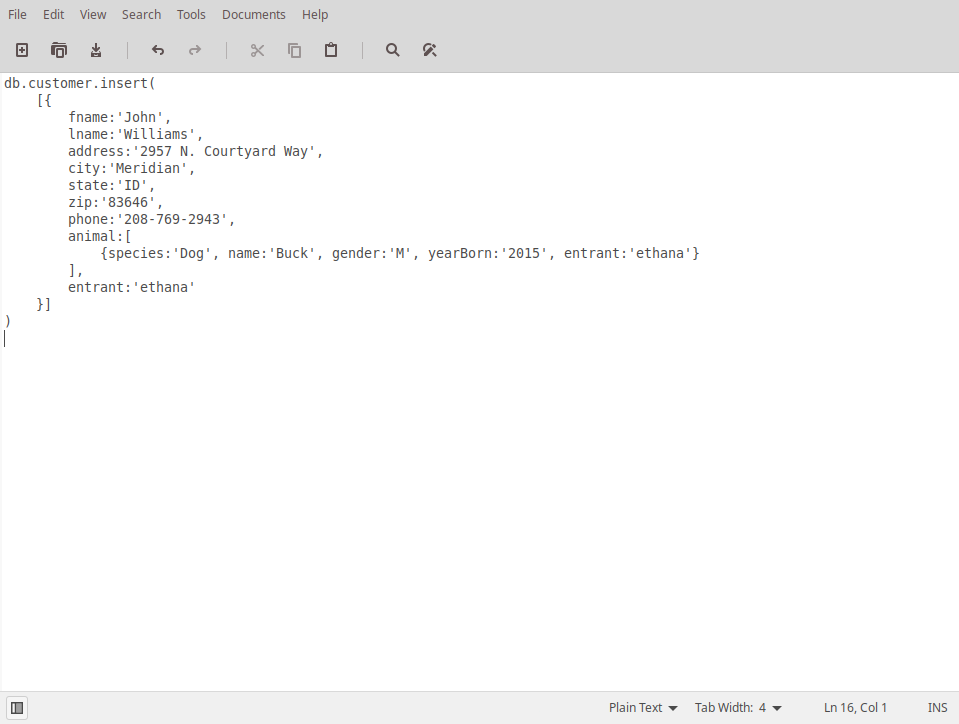 File Edit View Search Tools Documents Help
db.customer.insert(
    [{
        fname:'John',
        lname:'Williams',
        address:'2957 N. Courtyard Way',
        city:'Meridian',
        state:'ID',
        zip:'83646',
        phone:'208-769-2943',
        animal:[
            {species:'Dog', name:'Buck', gender:'M', yearBorn:'2015', entrant:'ethana'}
        ],
        entrant:'ethana'
    }]
)
Plain Text Tab Width: 4 Ln 16, Col 1 INS